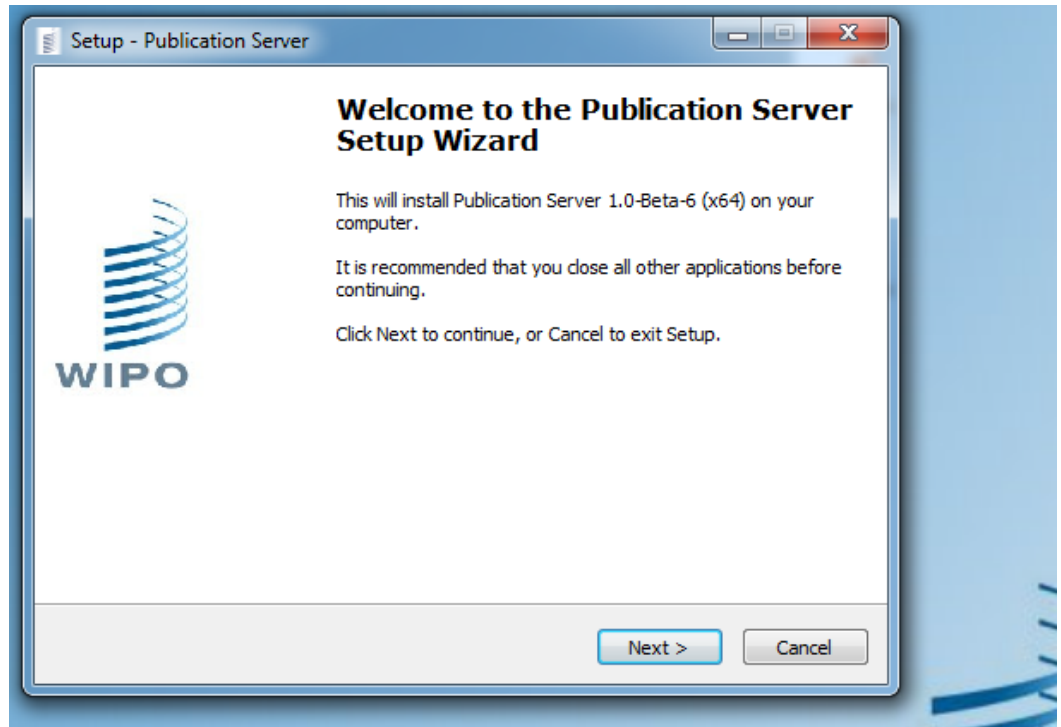 Setup - Publication Server
Welcome to the Publication Server
Setup Wizard
This will install Publication Server 1.0-Beta-6 (x64) on your
computer.
It is recommended that you close all other applications before
continuing.
Click Next to continue, or Cancel to exit Setup.
WIPO
Next >
Cancel